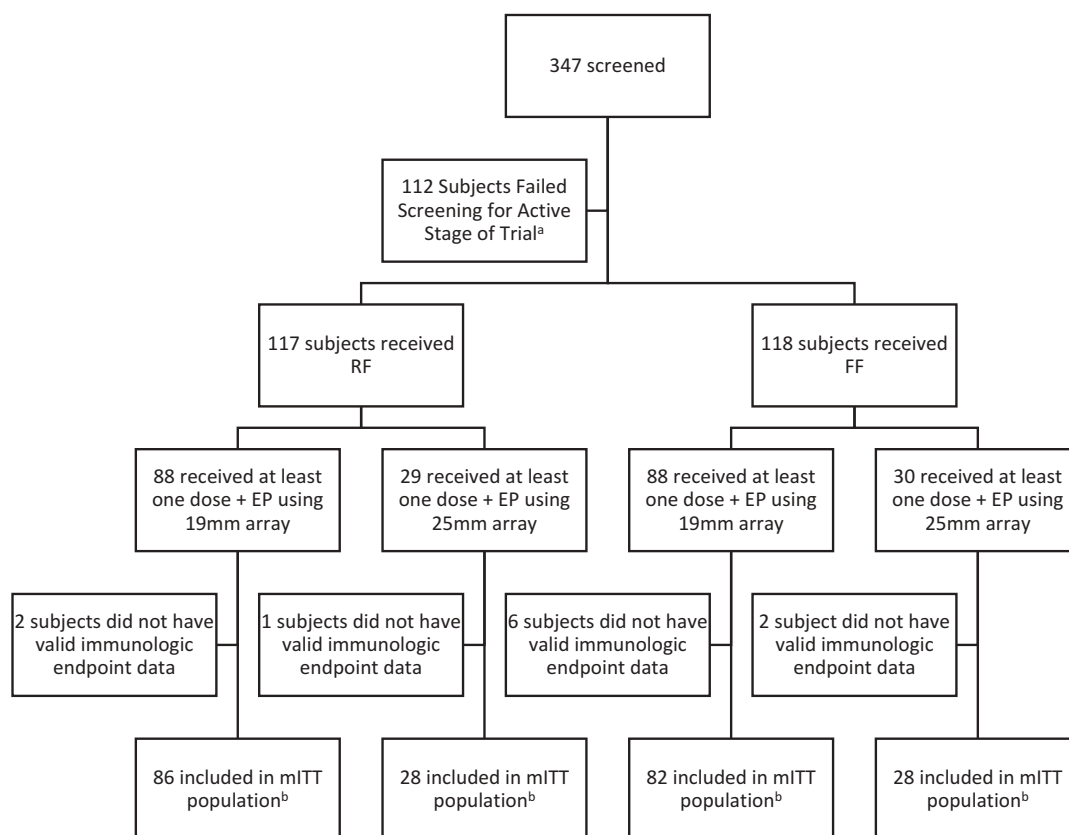 347 screened
112 Subjects Failed
Screening for Active
Stage of Trialᵃ
117 subjects received
RF
118 subjects received
FF
88 received at least
one dose + EP using
19mm array
29 received at least
one dose + EP using
25mm array
88 received at least
one dose + EP using
19mm array
30 received at least
one dose + EP using
25mm array
2 subjects did not have
valid immunologic
endpoint data
1 subjects did not have
valid immunologic
endpoint data
6 subjects did not have
valid immunologic
endpoint data
2 subject did not have
valid immunologic
endpoint data
86 included in mITT
populationᵇ
28 included in mITT
populationᵇ
82 included in mITT
populationᵇ
28 included in mITT
populationᵇ